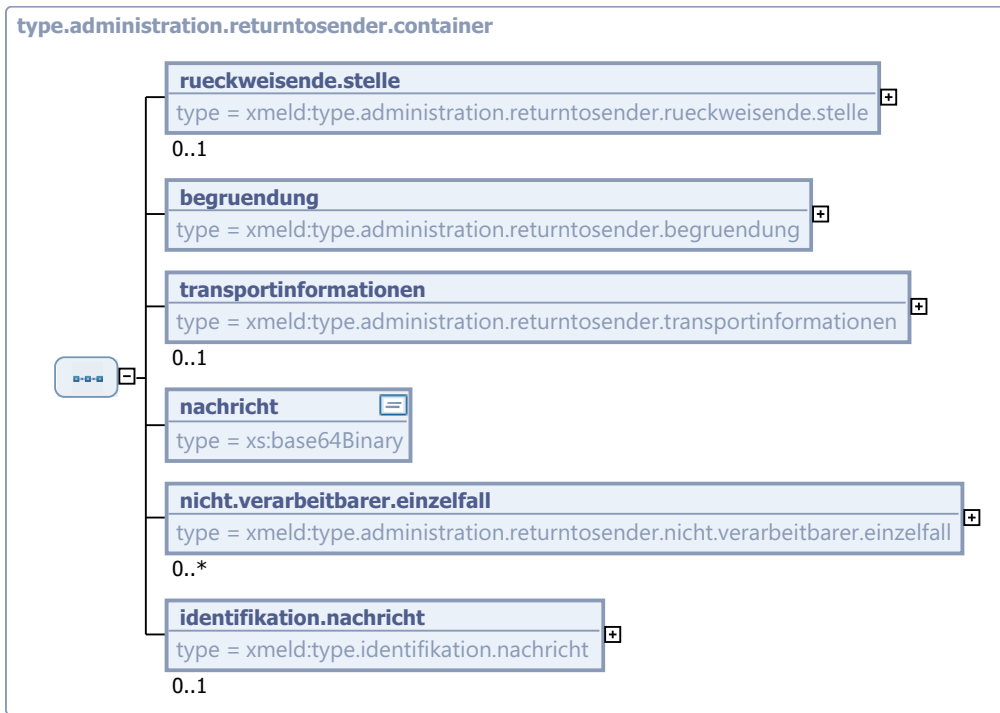 type.administration.returntosender.container
rueckweisende.stelle
type = xmeld:type.administration.returntosender.rueckweisende.stelle
0..1
begruendung
type = xmeld:type.administration.returntosender.begruendung
transportinformationen
type = xmeld:type.administration.returntosender.transportinformationen
0..1
nachricht
type = xs:base64Binary
nicht.verarbeitbarer.einzelfall
type = xmeld:type.administration.returntosender.nicht.verarbeitbarer.einzelfall
0..*
identifikation.nachricht
type = xmeld:type.identifikation.nachricht
0..1